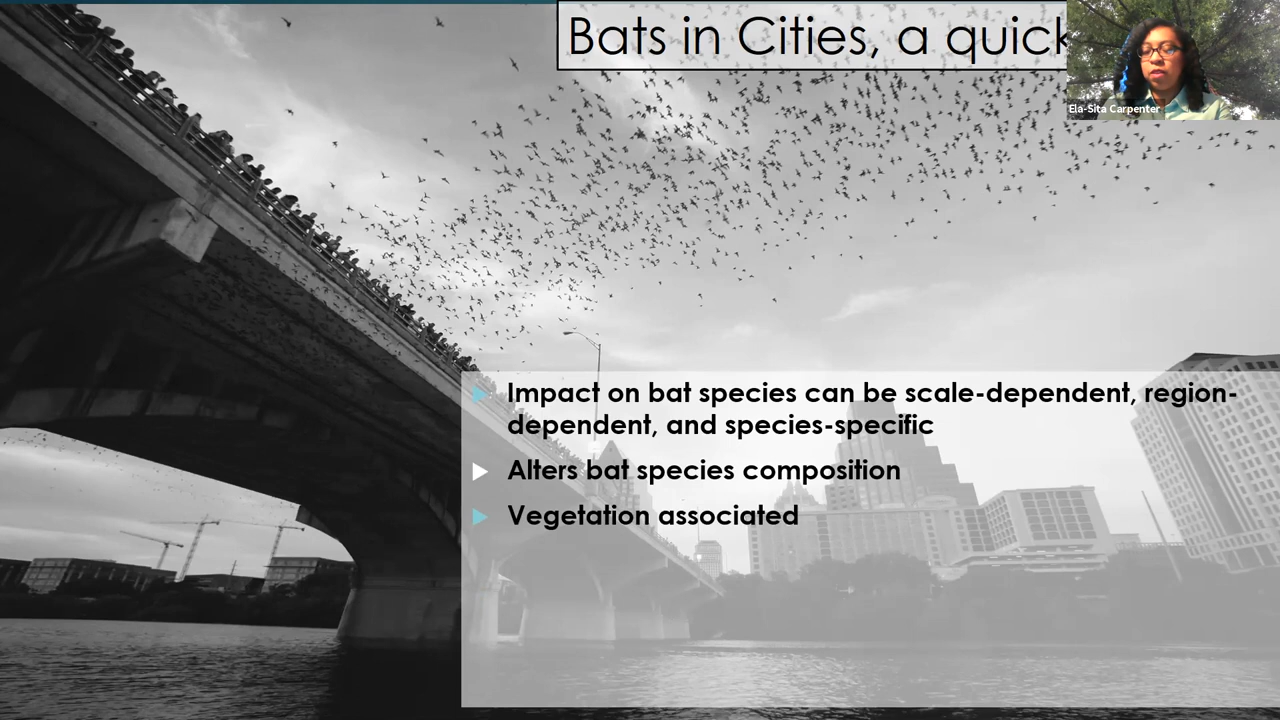 Bats in Cities, a quick
Ela-Sita Carpenter
Impact on bat species can be scale-dependent, region-
dependent, and species-specific
Alters bat species composition
Vegetation associated